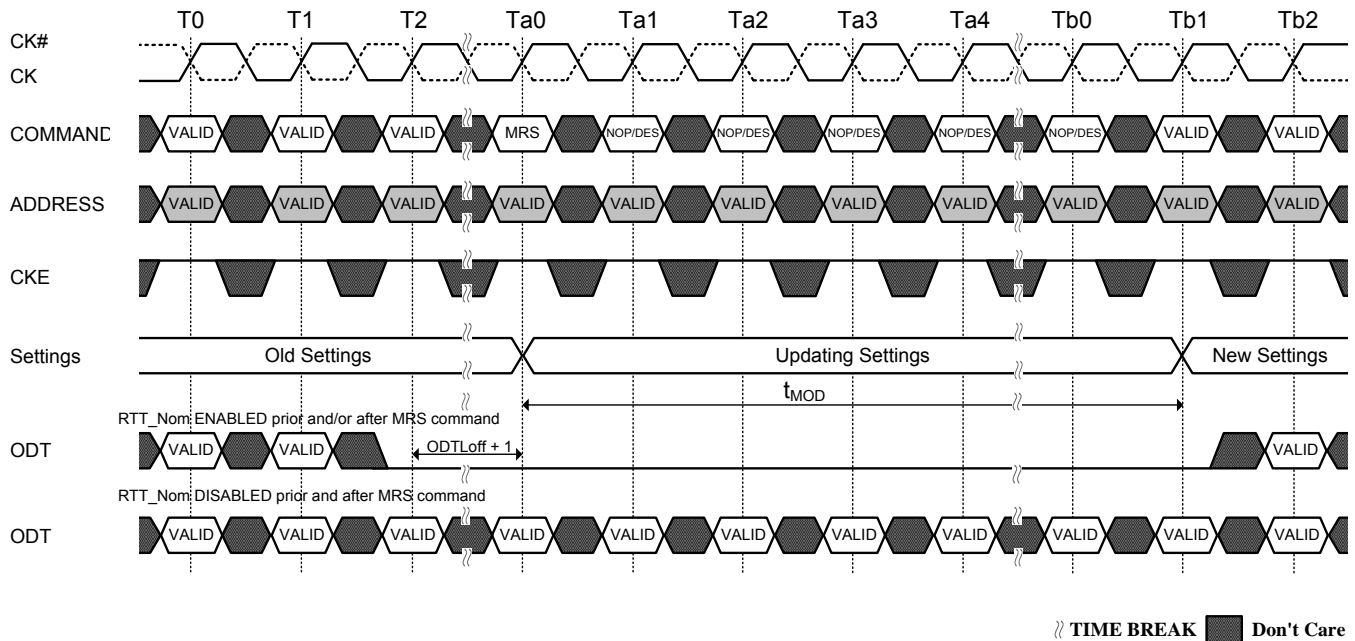 T0 T1 T2 Ta0 Ta1 Ta2 Ta3 Ta4 Tb0 Tb1 Tb2
CK#
CK
COMMAND VALID VALID VALID MRS NOP/DES NOP/DES NOP/DES NOP/DES NOP/DES VALID VALID
ADDRESS VALID VALID VALID VALID VALID VALID VALID VALID VALID VALID VALID
CKE
Settings Old Settings Updating Settings New Settings
tMOD
RTT_Nom ENABLED prior and/or after MRS command
ODT VALID VALID ODTLoff + 1 VALID
RTT_Nom DISABLED prior and after MRS command
ODT VALID VALID VALID VALID VALID VALID VALID VALID VALID VALID VALID
TIME BREAK Don't Care